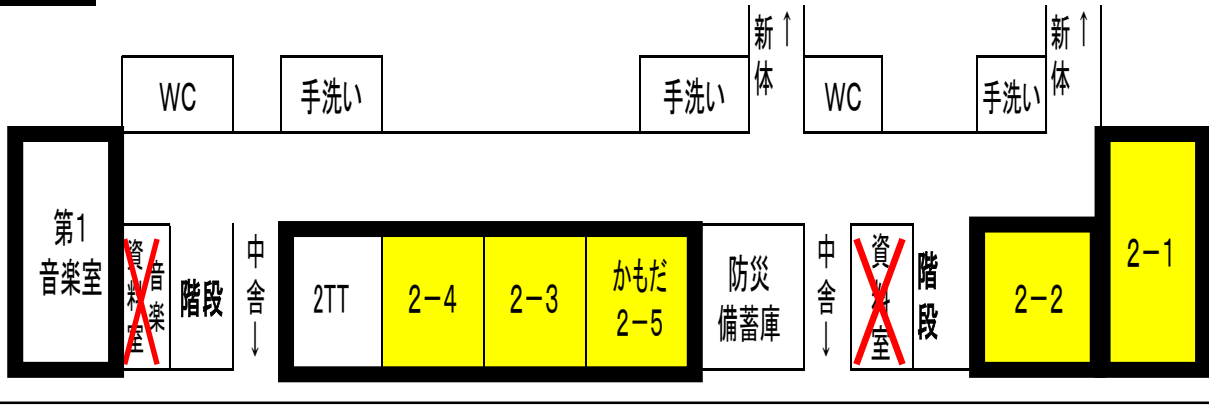 新体↑
新体↑
WC
手洗い
手洗い
WC
手洗い
第1
音楽室
音楽
資料室
階段
中舎↓
2TT
2-4
2-3
かもだ
2-5
防災
備蓄庫
中舎↓
資料室
階段
2-2
2-1